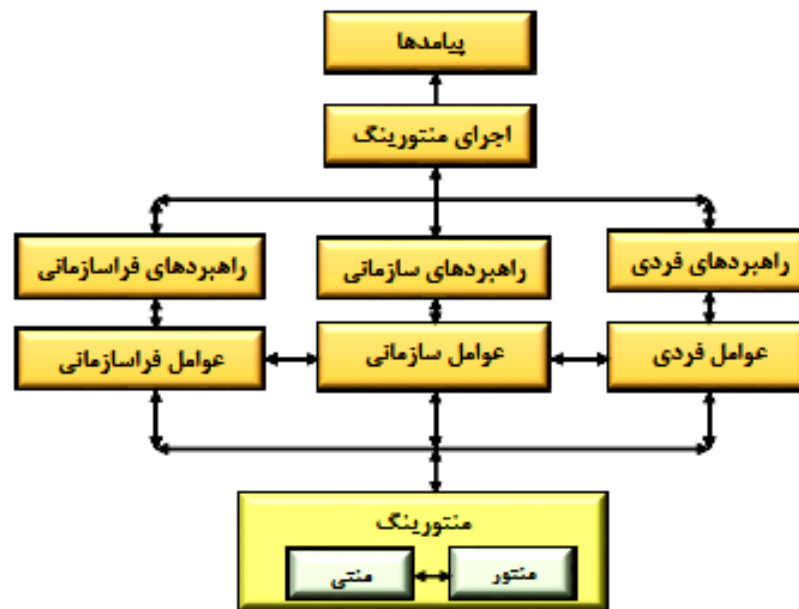 پیامدها
اجرای منتورینگ
راهبردهای فردی
راهبردهای سازمانی
راهبردهای فراسازمانی
عوامل فردی
عوامل سازمانی
عوامل فراسازمانی
منتورینگ
منتور
منتی